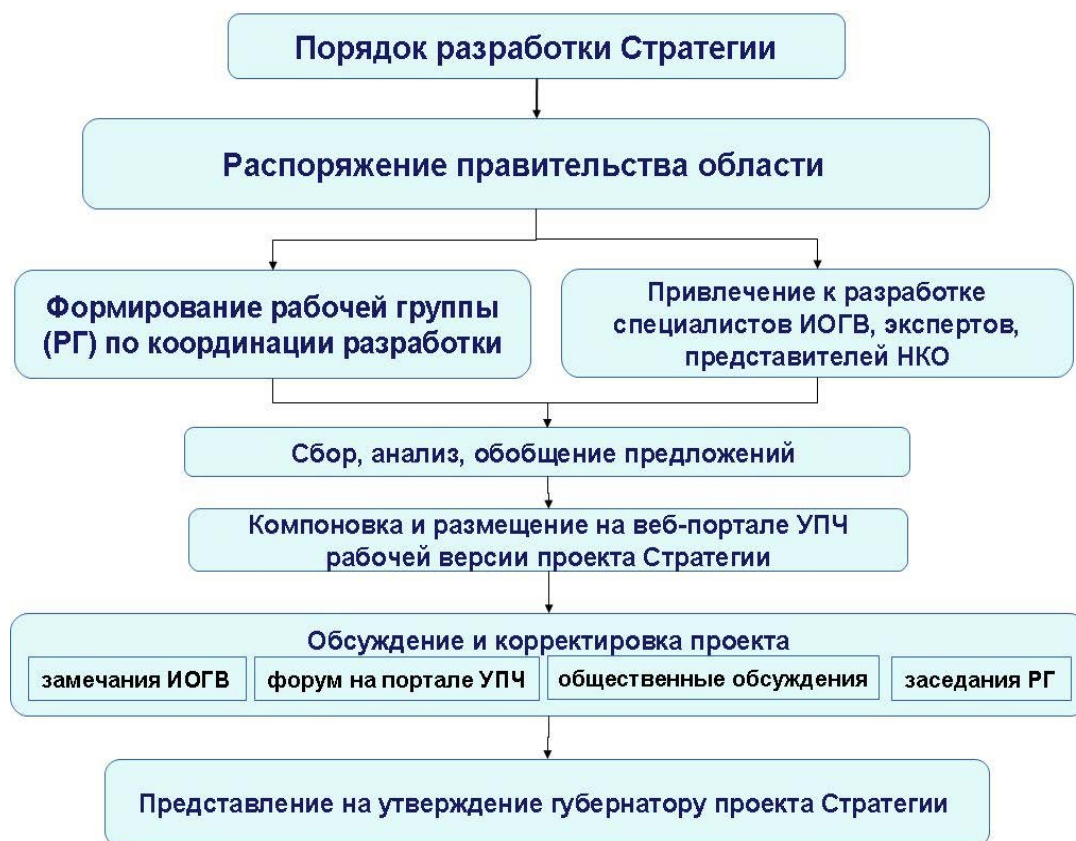 Порядок разработки Стратегии
Распоряжение правительства области
Формирование рабочей группы
(РГ) по координации разработки
Привлечение к разработке
специалистов ИОГВ, экспертов,
представителей НКО
Сбор, анализ, обобщение предложений
Компоновка и размещение на веб-портале УПЧ
рабочей версии проекта Стратегии
Обсуждение и корректировка проекта
замечания ИОГВ
форум на портале УПЧ
общественные обсуждения
заседания РГ
Представление на утверждение губернатору проекта Стратегии